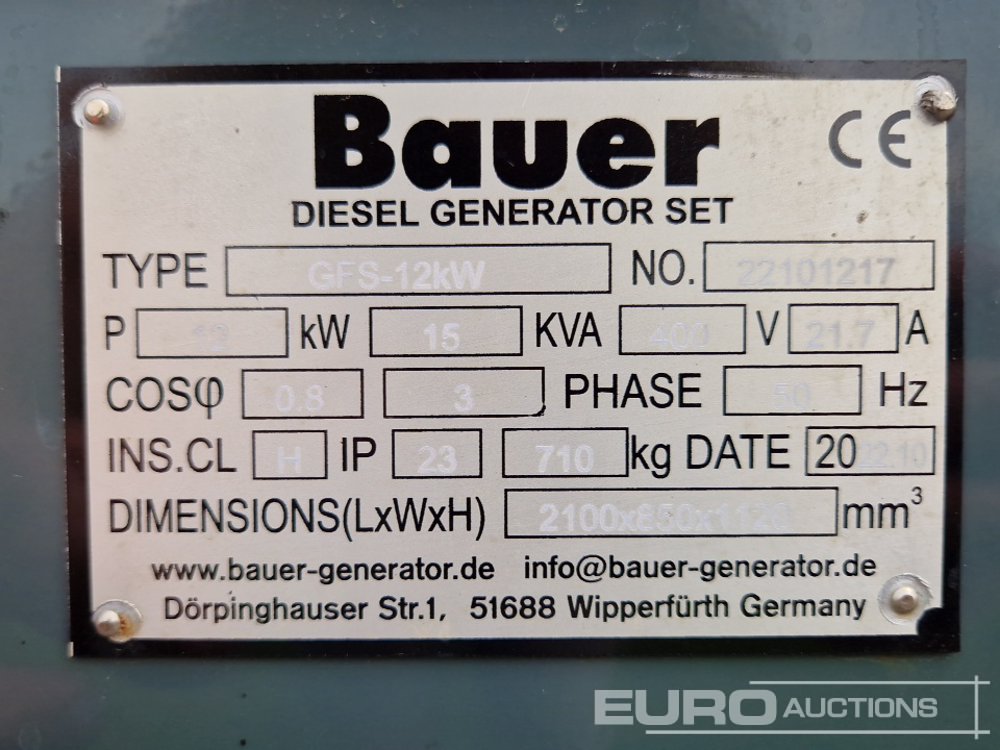 Bauer CE
DIESEL GENERATOR SET
TYPE GFS-12kW NO. 22101217
P 12 kW 15 KVA 400 V 21.7 A
COSφ 0.8 3 PHASE 50 Hz
INS.CL H IP 23 710 kg DATE 2022.10
DIMENSIONS(LxWxH) mm³
www.bauer-generator.de info@bauer-generator.de
Dörpinghauser Str.1, 51688 Wipperfürth Germany
EURO AUCTIONS